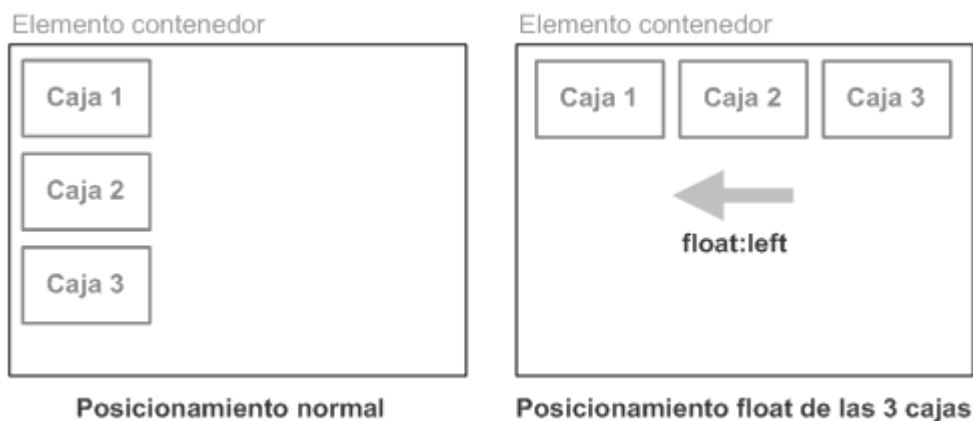 Elemento contenedor
Caja 1
Caja 2
Caja 3
Posicionamiento normal
Elemento contenedor
Caja 1 Caja 2 Caja 3
float:left
Posicionamiento float de las 3 cajas